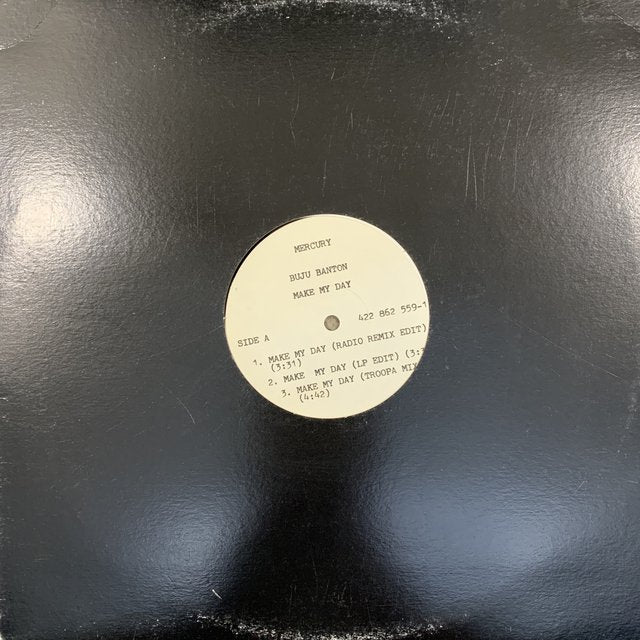 MERCURY
BUJU BANTON
MAKE MY DAY
SIDE A
422 862 559-1
1. MAKE MY DAY (RADIO REMIX EDIT)
(3:31)
2. MAKE MY DAY (LP EDIT)
3. MAKE MY DAY (TROOPA MIX
(4:42)